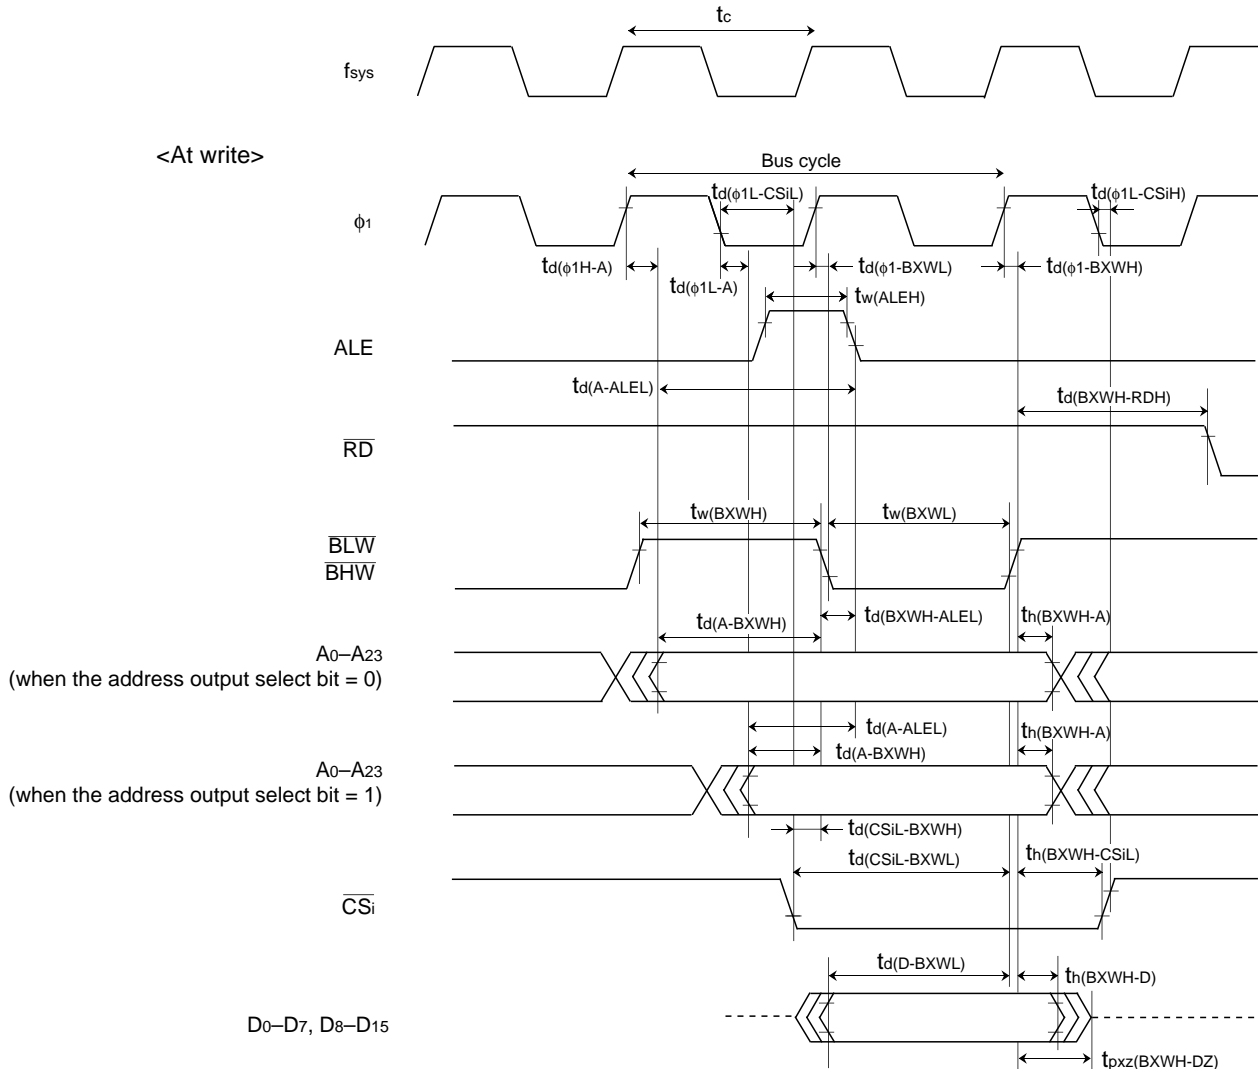 tc
fsys
<At write>
Bus cycle
td(φ1L-CSiL)
td(φ1L-CSiH)
φ1
td(φ1H-A)
td(φ1-BXWL)
td(φ1-BXWH)
td(φ1L-A)
tw(ALEH)
ALE
td(A-ALEL)
td(BXWH-RDH)
RD
tw(BXWH)
tw(BXWL)
BLW
BHW
td(BXWH-ALEL)
th(BXWH-A)
td(A-BXWH)
A0–A23
(when the address output select bit = 0)
td(A-ALEL)
th(BXWH-A)
td(A-BXWH)
A0–A23
(when the address output select bit = 1)
td(CSiL-BXWH)
td(CSiL-BXWL)
th(BXWH-CSiL)
CSi
td(D-BXWL)
th(BXWH-D)
D0–D7, D8–D15
tpxz(BXWH-DZ)